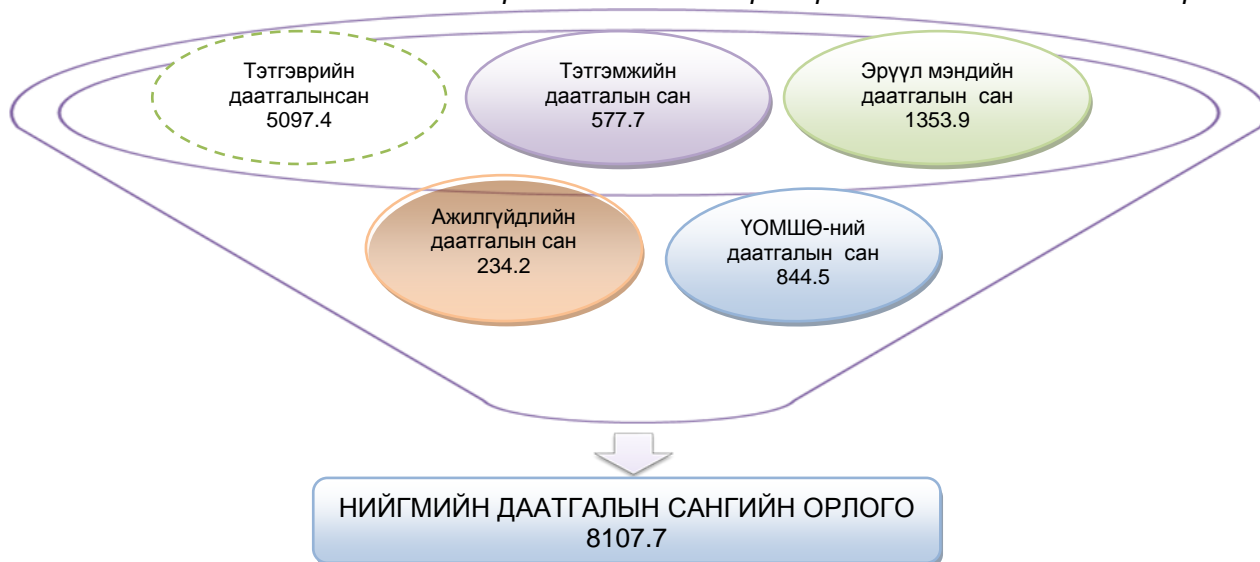 Тэтгэврийн
даатгалынсан
5097.4
Тэтгэмжийн
даатгалын сан
577.7
Эрүүл мэндийн
даатгалын сан
1353.9
Ажилгүйдлийн
даатгалын сан
234.2
ҮОМШӨ-ний
даатгалын сан
844.5
НИЙГМИЙН ДААТГАЛЫН САНГИЙН ОРЛОГО
8107.7